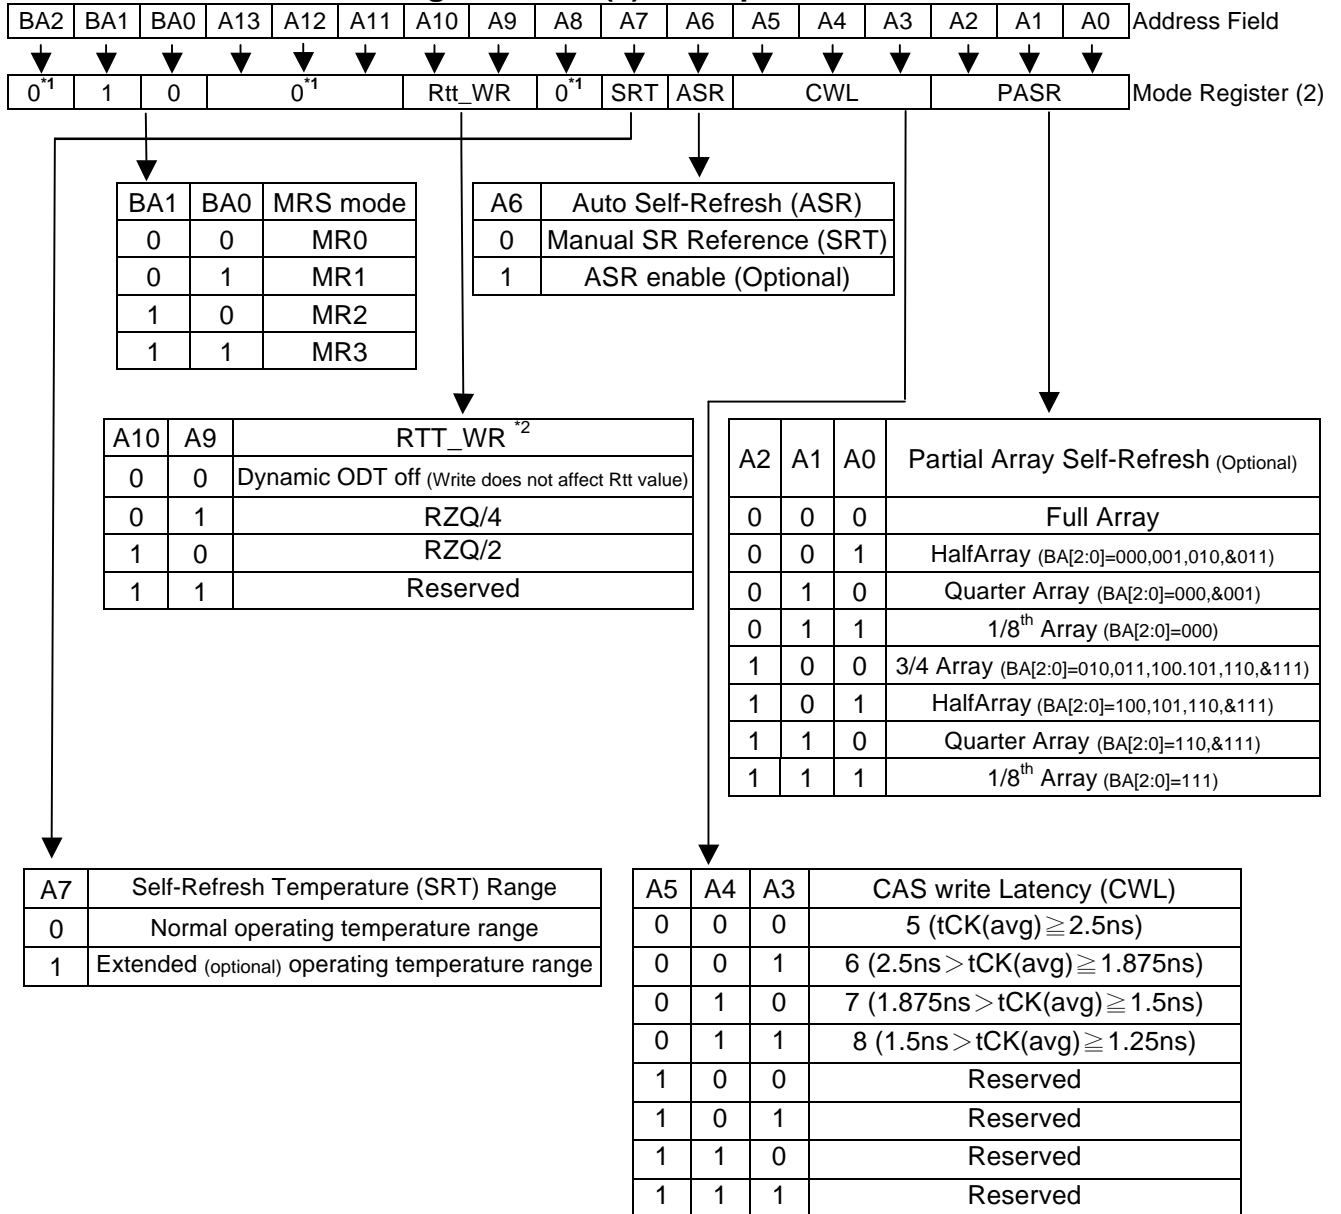 BA2 BA1 BA0 A13 A12 A11 A10 A9 A8 A7 A6 A5 A4 A3 A2 A1 A0 Address Field
0*1 1 0 0*1 Rtt_WR 0*1 SRT ASR CWL PASR Mode Register (2)
BA1 BA0 MRS mode
0 0 MR0
0 1 MR1
1 0 MR2
1 1 MR3
A6 Auto Self-Refresh (ASR)
0 Manual SR Reference (SRT)
1 ASR enable (Optional)
A10 A9 RTT_WR *2
0 0 Dynamic ODT off (Write does not affect Rtt value)
0 1 RZQ/4
1 0 RZQ/2
1 1 Reserved
A2 A1 A0 Partial Array Self-Refresh (Optional)
0 0 0 Full Array
0 0 1 HalfArray (BA[2:0]=000,001,010,&011)
0 1 0 Quarter Array (BA[2:0]=000,&001)
0 1 1 1/8th Array (BA[2:0]=000)
1 0 0 3/4 Array (BA[2:0]=010,011,100.101,110,&111)
1 0 1 HalfArray (BA[2:0]=100,101,110,&111)
1 1 0 Quarter Array (BA[2:0]=110,&111)
1 1 1 1/8th Array (BA[2:0]=111)
A7 Self-Refresh Temperature (SRT) Range
0 Normal operating temperature range
1 Extended (optional) operating temperature range
A5 A4 A3 CAS write Latency (CWL)
0 0 0 5 (tCK(avg)≧2.5ns)
0 0 1 6 (2.5ns>tCK(avg)≧1.875ns)
0 1 0 7 (1.875ns>tCK(avg)≧1.5ns)
0 1 1 8 (1.5ns>tCK(avg)≧1.25ns)
1 0 0 Reserved
1 0 1 Reserved
1 1 0 Reserved
1 1 1 Reserved